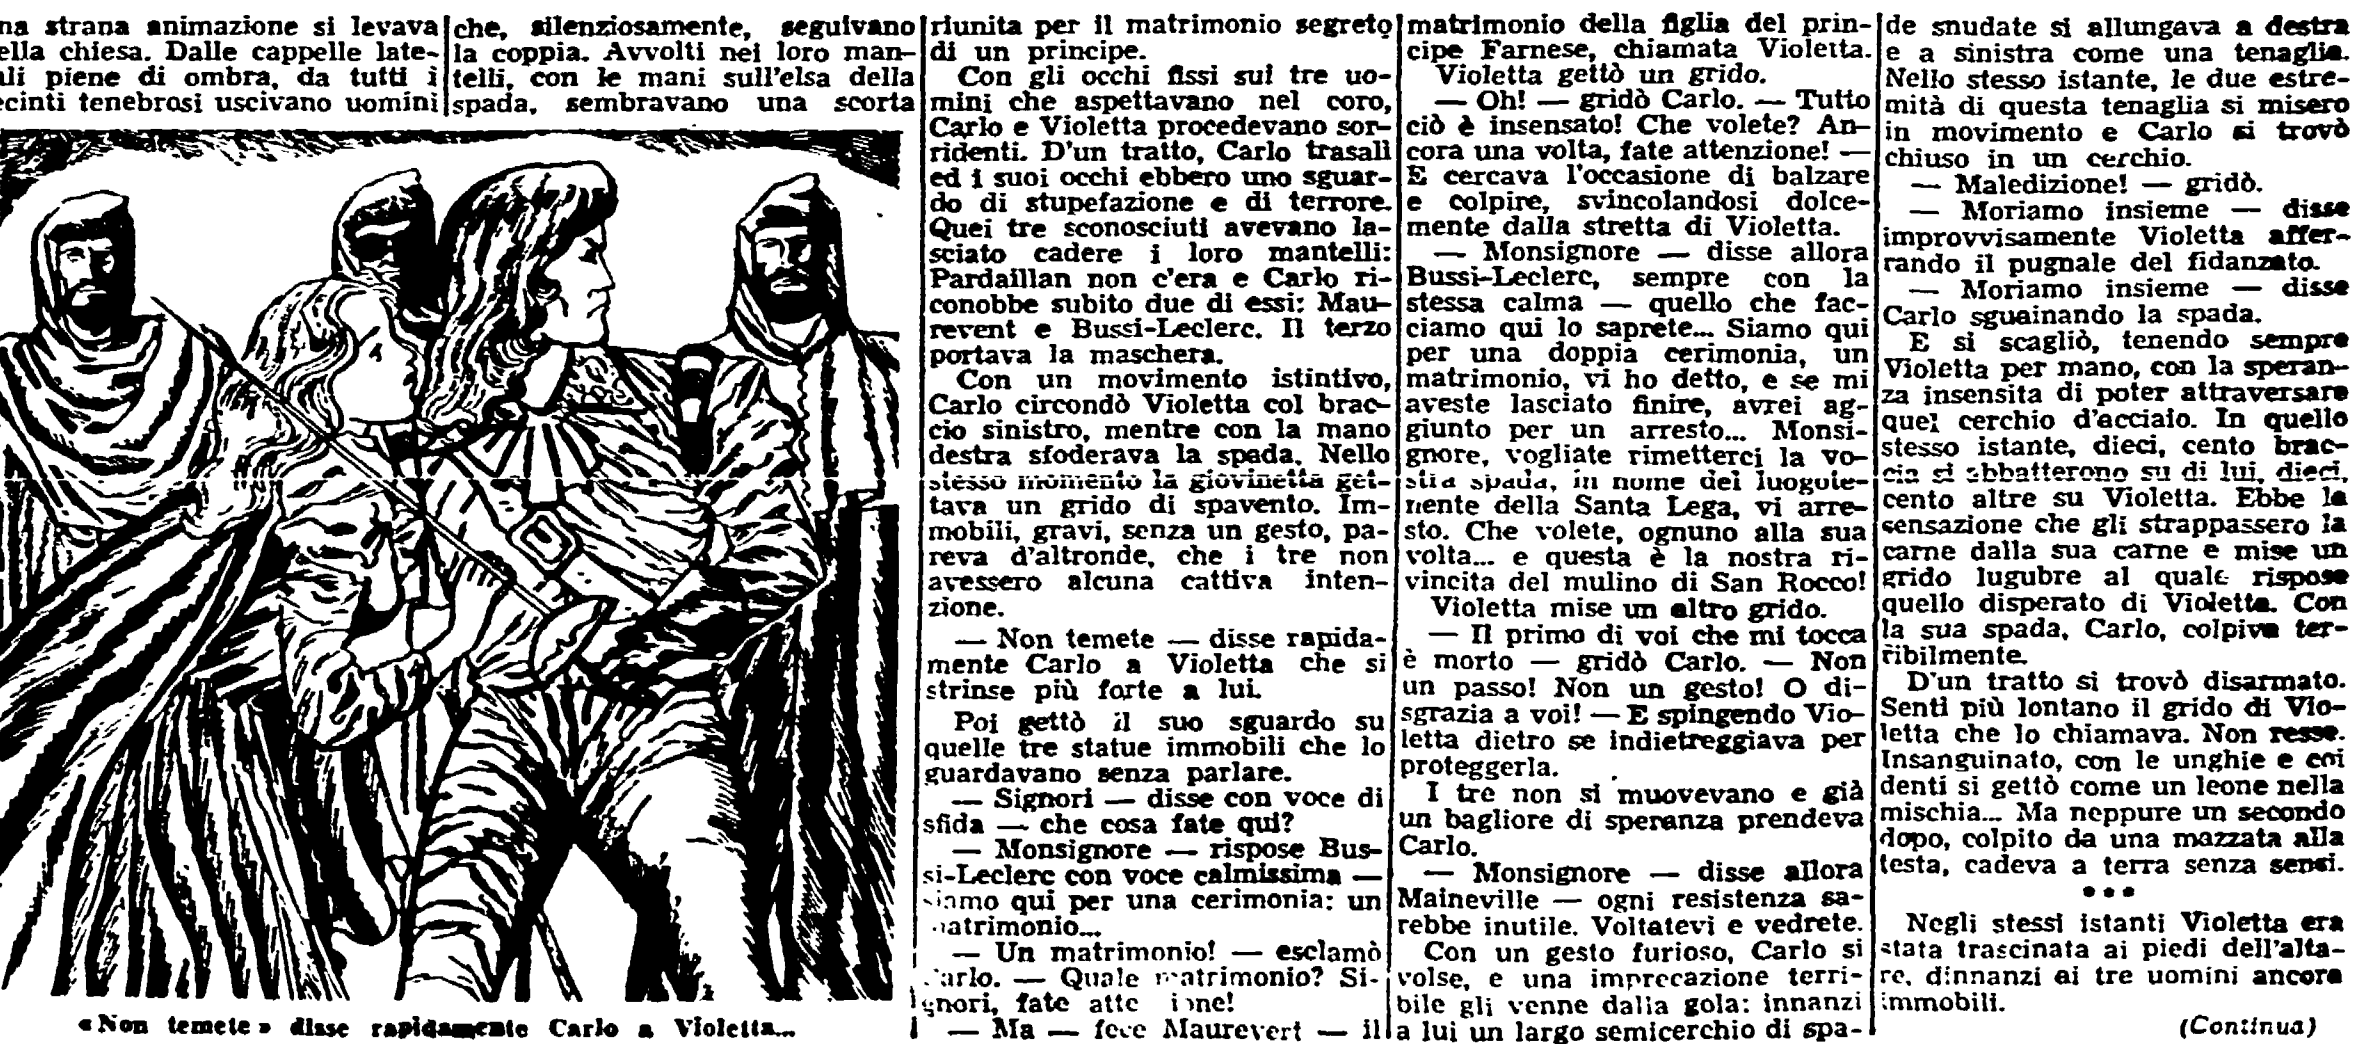 na strana animazione si levava
ella chiesa. Dalle cappelle late-
ali piene di ombra, da tutti i
ecinti tenebrosi uscivano uomini
che, silenziosamente, seguivano
la coppia. Avvolti nei loro man-
telli, con le mani sull'elsa della
spada, sembravano una scorta
«Non temete» disse rapidamente Carlo a Violetta...
riunita per il matrimonio segreto
di un principe.
Con gli occhi fissi sui tre uo-
mini che aspettavano nel coro,
Carlo e Violetta procedevano sor-
ridenti. D'un tratto, Carlo trasalì
ed i suoi occhi ebbero uno sguar-
do di stupefazione e di terrore.
Quei tre sconosciuti avevano la-
sciato cadere i loro mantelli:
Pardaillan non c'era e Carlo ri-
conobbe subito due di essi: Mau-
revent e Bussi-Leclerc. Il terzo
portava la maschera.
Con un movimento istintivo,
Carlo circondò Violetta col brac-
cio sinistro, mentre con la mano
destra sfoderava la spada. Nello
stesso momento la giovinetta get-
tava un grido di spavento. Im-
mobili, gravi, senza un gesto, pa-
reva d'altronde, che i tre non
avessero alcuna cattiva inten-
zione.
— Non temete — disse rapida-
mente Carlo a Violetta che si
strinse più forte a lui.
Poi gettò il suo sguardo su
quelle tre statue immobili che lo
guardavano senza parlare.
— Signori — disse con voce di
sfida — che cosa fate qui?
— Monsignore — rispose Bus-
si-Leclerc con voce calmissima —
siamo qui per una cerimonia: un
matrimonio...
— Un matrimonio! — esclamò
Carlo. — Quale matrimonio? Si-
gnori, fate atte ione!
— Ma — fece Maurevert — il
matrimonio della figlia del prin-
cipe Farnese, chiamata Violetta.
Violetta gettò un grido.
— Oh! — gridò Carlo. — Tutto
ciò è insensato! Che volete? An-
cora una volta, fate attenzione! —
E cercava l'occasione di balzare
e colpire, svincolandosi dolce-
mente dalla stretta di Violetta.
— Monsignore — disse allora
Bussi-Leclerc, sempre con la
stessa calma — quello che fac-
ciamo qui lo saprete... Siamo qui
per una doppia cerimonia, un
matrimonio, vi ho detto, e se mi
aveste lasciato finire, avrei ag-
giunto per un arresto... Monsi-
gnore, vogliate rimetterci la vo-
stra spada, in nome del luogote-
nente della Santa Lega, vi arre-
sto. Che volete, ognuno alla sua
volta... e questa è la nostra ri-
vincita del mulino di San Rocco!
Violetta mise un altro grido.
— Il primo di voi che mi tocca
è morto — gridò Carlo. — Non
un passo! Non un gesto! O di-
sgrazia a voi! — E spingendo Vio-
letta dietro se indietreggiava per
proteggerla.
I tre non si muovevano e già
un bagliore di speranza prendeva
Carlo.
— Monsignore — disse allora
Maineville — ogni resistenza sa-
rebbe inutile. Voltatevi e vedrete.
Con un gesto furioso, Carlo si
volse, e una imprecazione terri-
bile gli venne dalla gola: innanzi
a lui un largo semicerchio di spa-
de snudate si allungava a destra
e a sinistra come una tenaglia.
Nello stesso istante, le due estre-
mità di questa tenaglia si misero
in movimento e Carlo si trovò
chiuso in un cerchio.
— Maledizione! — gridò.
— Moriamo insieme — disse
improvvisamente Violetta affer-
rando il pugnale del fidanzato.
— Moriamo insieme — disse
Carlo sguainando la spada.
E si scagliò, tenendo sempre
Violetta per mano, con la speran-
za insensita di poter attraversare
quel cerchio d'acciaio. In quello
stesso istante, dieci, cento brac-
cia si abbatterono su di lui, dieci,
cento altre su Violetta. Ebbe la
sensazione che gli strappassero la
carne dalla sua carne e mise un
grido lugubre al quale rispose
quello disperato di Violetta. Con
la sua spada, Carlo, colpiva ter-
ribilmente.
D'un tratto si trovò disarmato.
Sentì più lontano il grido di Vio-
letta che lo chiamava. Non resse.
Insanguinato, con le unghie e coi
denti si gettò come un leone nella
mischia... Ma neppure un secondo
dopo, colpito da una mazzata alla
testa, cadeva a terra senza sensi.
•••
Negli stessi istanti Violetta era
stata trascinata ai piedi dell'alta-
re, dinnanzi ai tre uomini ancora
immobili.
(Continua)